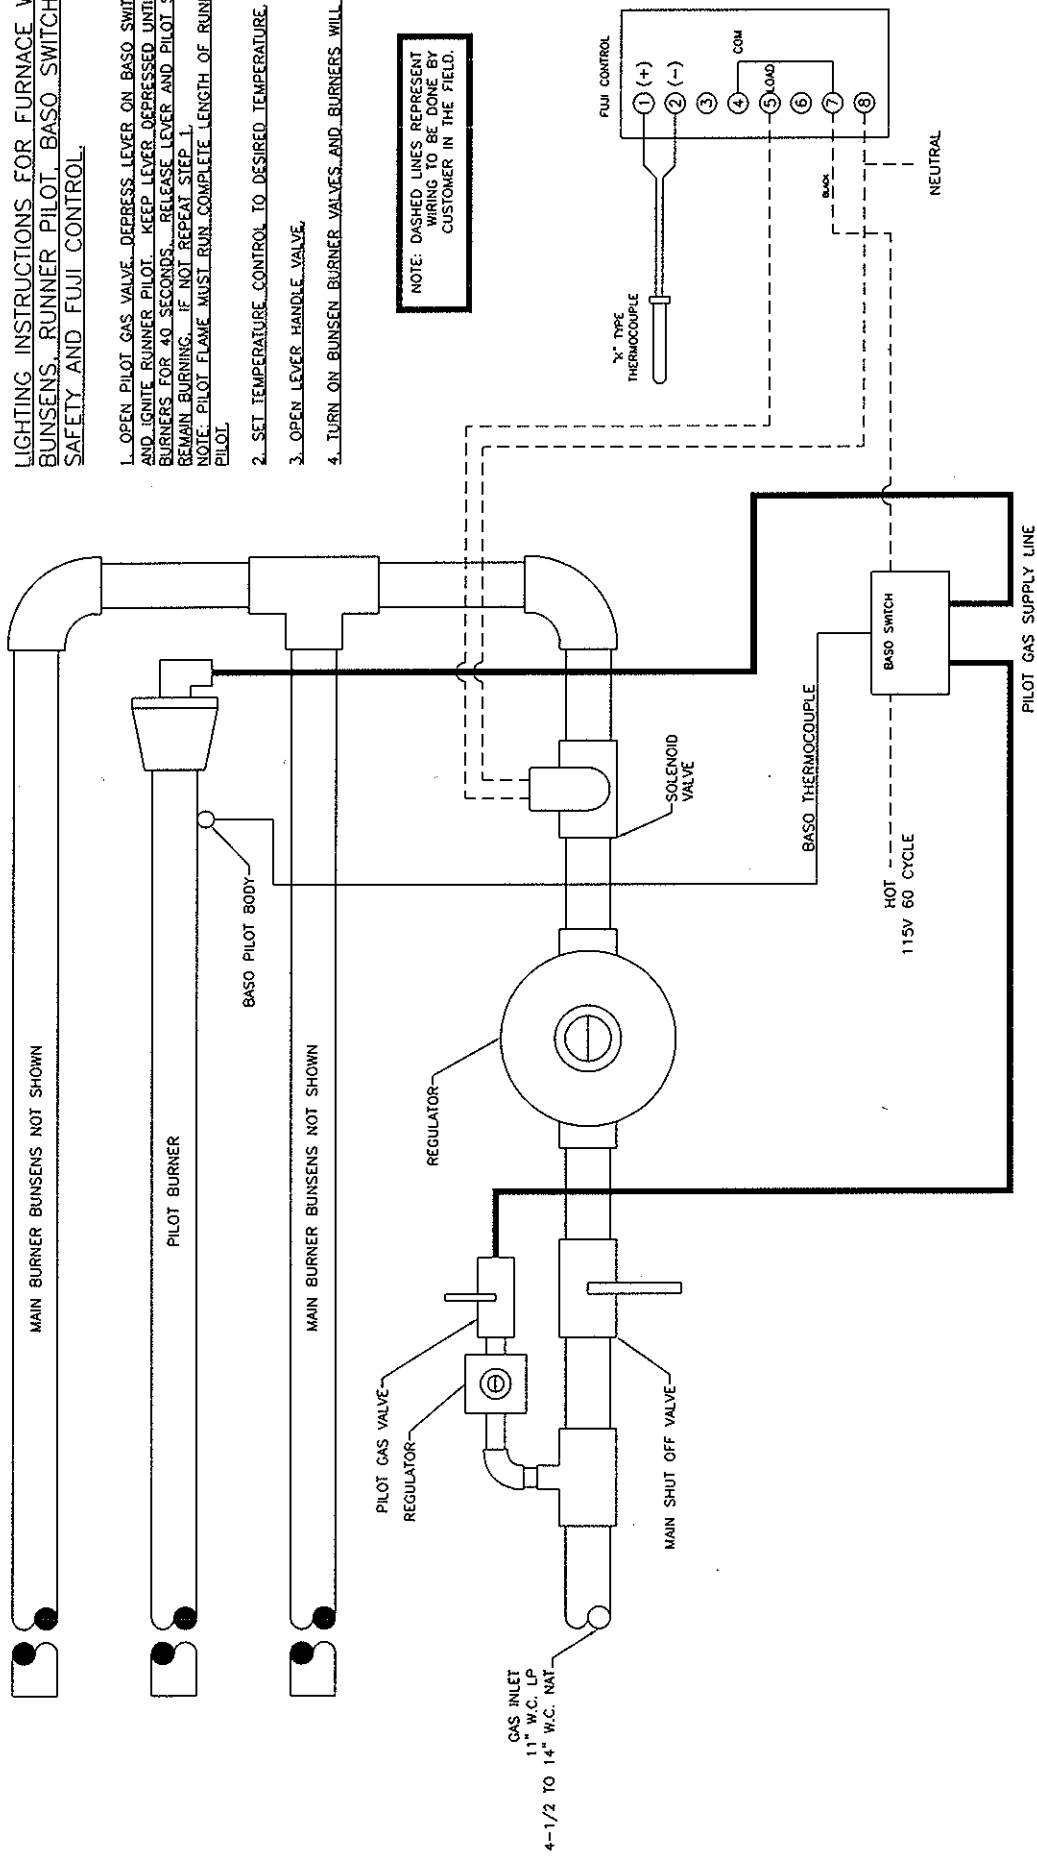 LIGHTING INSTRUCTIONS FOR FURNACE
BUNSENS, RUNNER PILOT, BASO SWITCH
SAFETY AND FUJI CONTROL.
1. OPEN PILOT GAS VALVE. DEPRESS LEVER ON BASO
AND IGNITE RUNNER PILOT. KEEP LEVER DEPRESSED
BURNERS FOR 40 SECONDS. RELEASE LEVER AND PILOT
REMAIN BURNING. IF NOT REPEAT STEP 1.
NOTE: PILOT FLAME MUST RUN COMPLETE LENGTH OF
PILOT.
2. SET TEMPERATURE CONTROL TO DESIRED TEMPERATURE.
3. OPEN LEVER HANDLE VALVE.
4. TURN ON BUNSEN BURNER VALVES AND BURNERS WILL
NOTE: DASHED LINES REPRESENT
WIRING TO BE DONE BY
CUSTOMER IN THE FIELD.
FUJI CONTROL
1 (+)
2 (-)
3
4
COM
5 LOAD
6
7
8
BLACK
NEUTRAL
"K" TYPE
THERMOCOUPLE
MAIN BURNER BUNSENS NOT SHOWN
PILOT BURNER
BASO PILOT BODY
MAIN BURNER BUNSENS NOT SHOWN
REGULATOR
SOLENOID
VALVE
BASO THERMOCOUPLE
BASO SWITCH
HOT
115V 60 CYCLE
PILOT GAS SUPPLY LINE
PILOT GAS VALVE
REGULATOR
MAIN SHUT OFF VALVE
GAS INLET
11" W.C. LP
4-1/2 TO 14" W.C. NAT